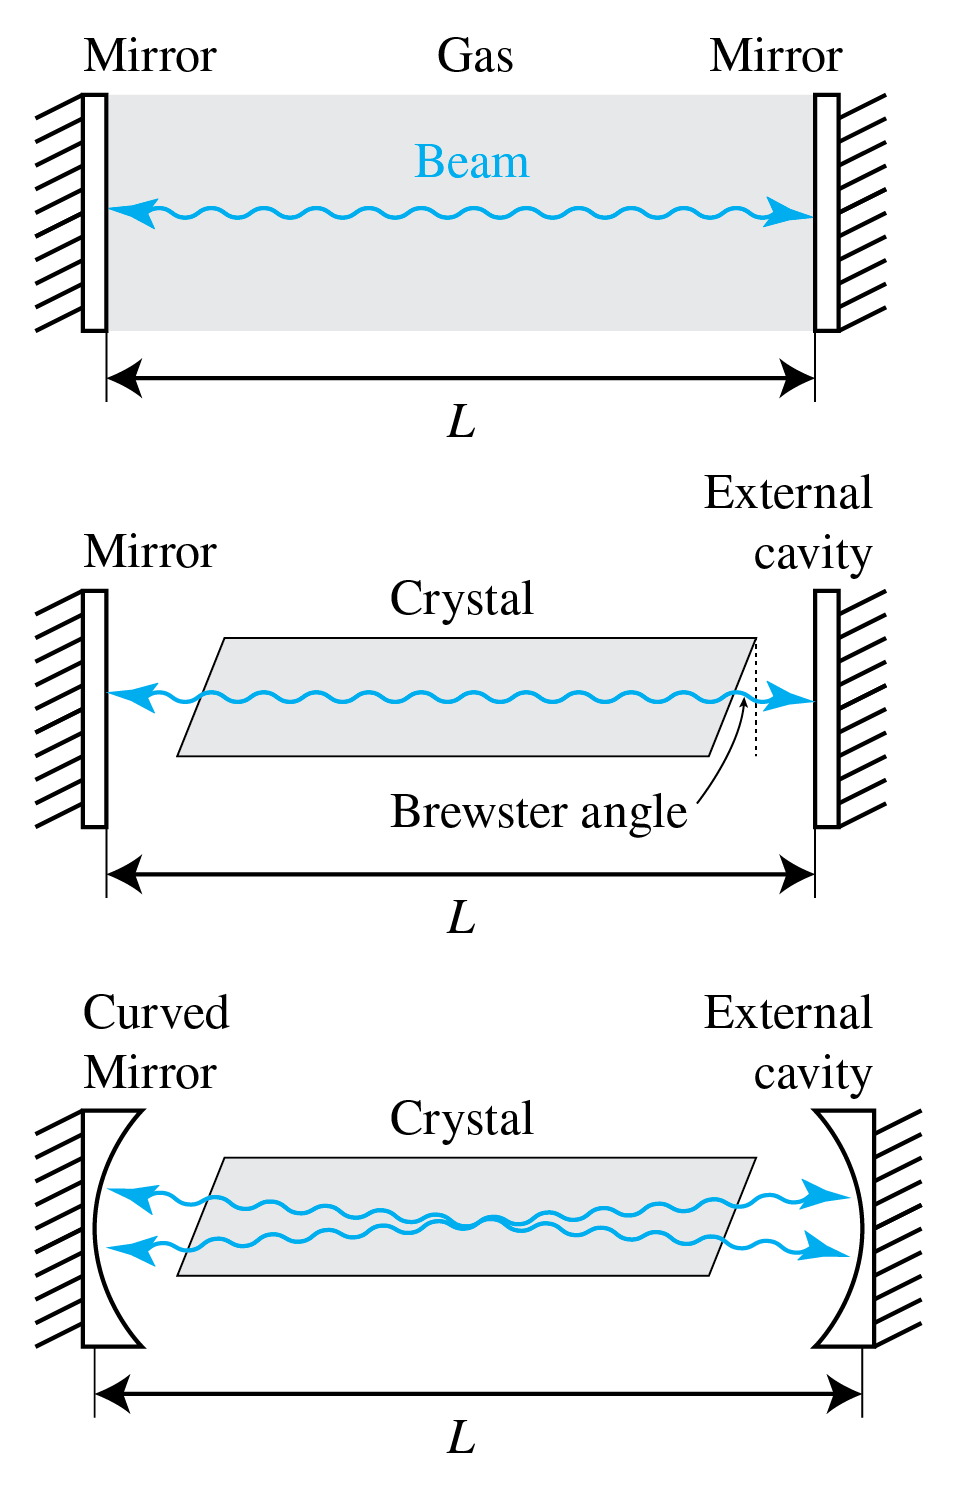 Mirror Gas Mirror
Beam
L
External
cavity
Mirror
Crystal
Brewster angle
L
Curved
Mirror
External
cavity
Crystal
L